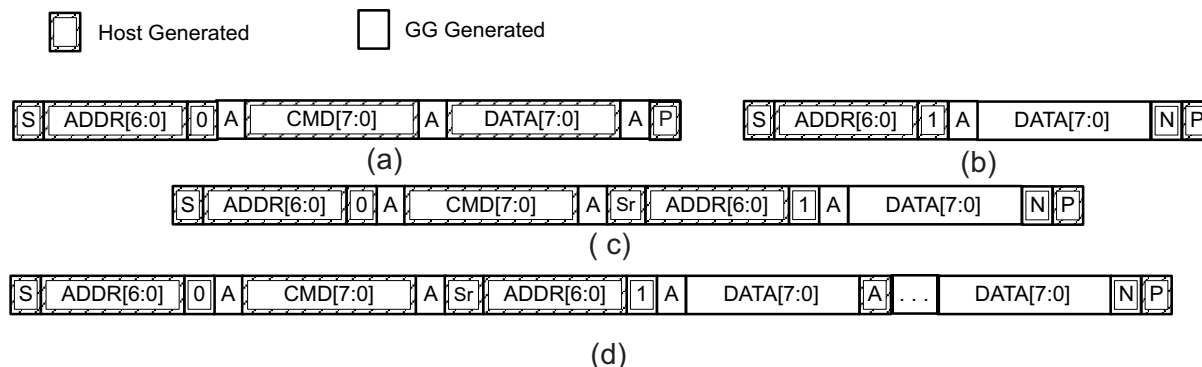 Host Generated GG Generated
S ADDR[6:0] 0 A CMD[7:0] A DATA[7:0] A P S ADDR[6:0] 1 A DATA[7:0] N P
(a) (b)
S ADDR[6:0] 0 A CMD[7:0] A Sr ADDR[6:0] 1 A DATA[7:0] N P
( c)
S ADDR[6:0] 0 A CMD[7:0] A Sr ADDR[6:0] 1 A DATA[7:0] A . . . DATA[7:0] N P
(d)